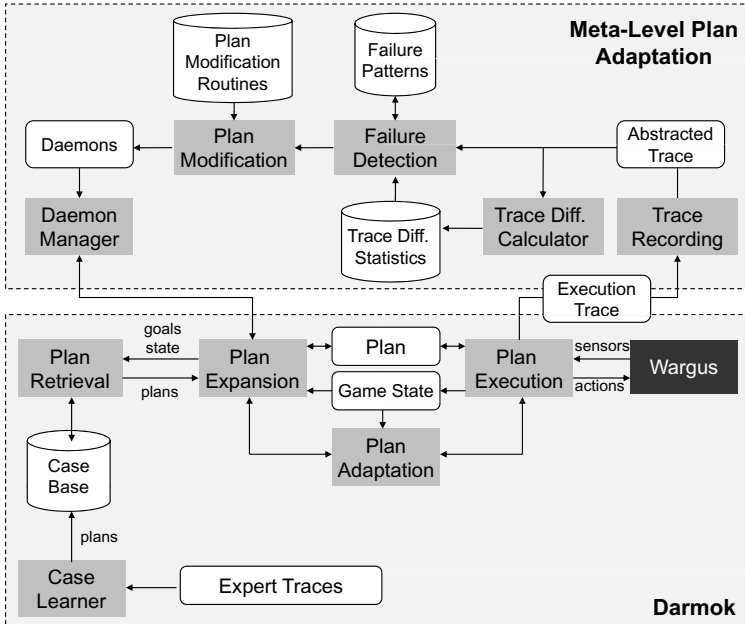 Meta-Level Plan
Adaptation
Plan
Modification
Routines
Failure
Patterns
Daemons
Plan
Modification
Failure
Detection
Abstracted
Trace
Daemon
Manager
Trace Diff.
Statistics
Trace Diff.
Calculator
Trace
Recording
Execution
Trace
goals
state
Plan
Retrieval
plans
Plan
Expansion
Plan
Game State
Plan
Execution
sensors
actions
Wargus
Plan
Adaptation
Case
Base
plans
Case
Learner
Expert Traces
Darmok